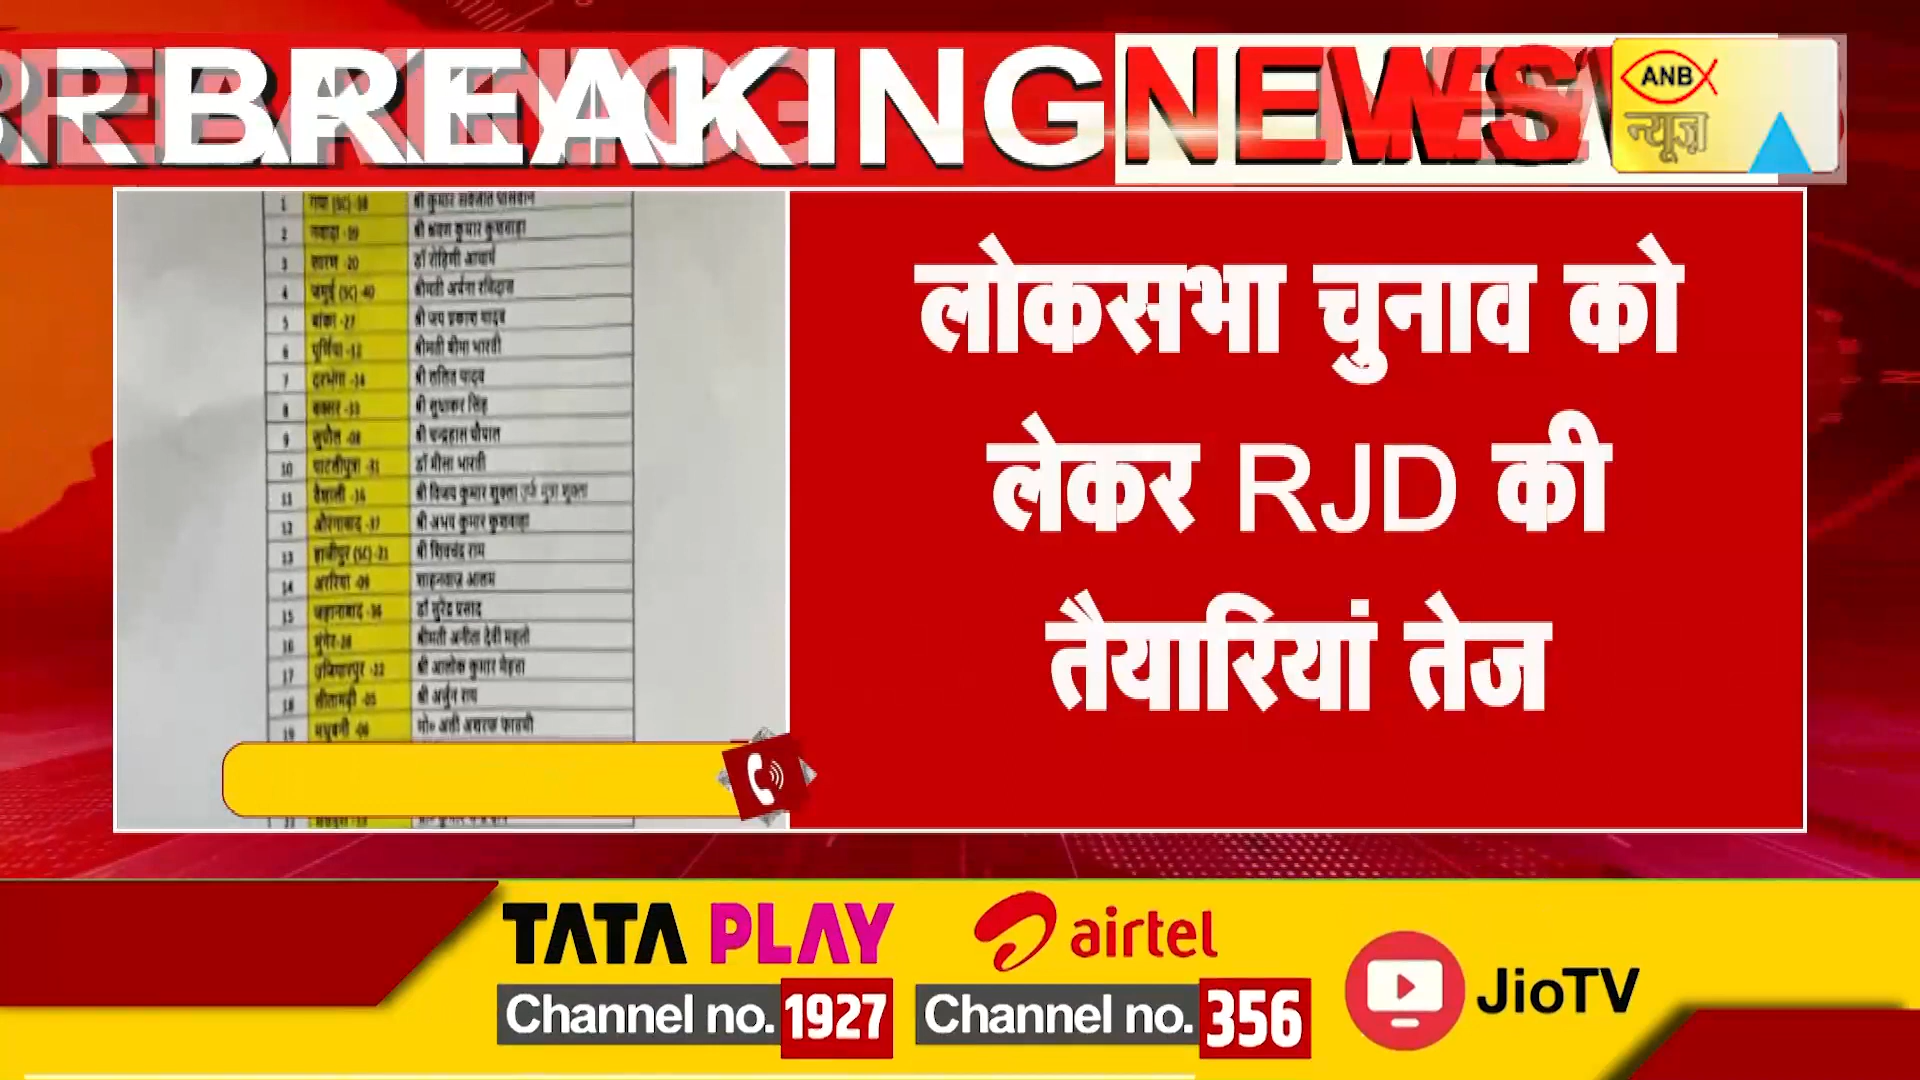 BREAKING NEWS
ANB
न्यूज़
1 गया (SC) -38 श्री कुमार सर्वजीत पासवान
2 नवादा -39 श्री श्रवण कुमार कुशवाहा
3 सारण -20 डॉ रोहिणी आचार्य
4 जमुई (SC) -40 श्रीमती अर्चना रविदास
5 बांका -27 श्री जय प्रकाश यादव
6 पूर्णिया -12 श्रीमती बीमा भारती
7 दरभंगा -14 श्री ललित यादव
8 बक्सर -33 श्री सुधाकर सिंह
9 सुपौल -08 श्री चन्द्रहास चौपाल
10 पाटलीपुत्रा -31 डॉ मीसा भारती
11 वैशाली -16 श्री विजय कुमार शुक्ला उर्फ मुन्ना शुक्ला
12 औरंगाबाद -37 श्री अभय कुमार कुशवाहा
13 हाजीपुर (SC) -21 श्री शिवचंद्र राम
14 अररिया -09 शाहनवाज आलम
15 जहानाबाद -36 डॉ सुरेंद्र प्रसाद
16 मुंगेर-28 श्रीमती अनीता देवी महतो
17 उजियारपुर -22 श्री आलोक कुमार मेहता
18 सीतामढ़ी -05 श्री अर्जुन राय
19 मधुबनी -06 मो० अली अशरफ फातमी
लोकसभा चुनाव को
लेकर RJD की
तैयारियां तेज
TATA PLAY
Channel no. 1927
airtel
Channel no. 356
JioTV